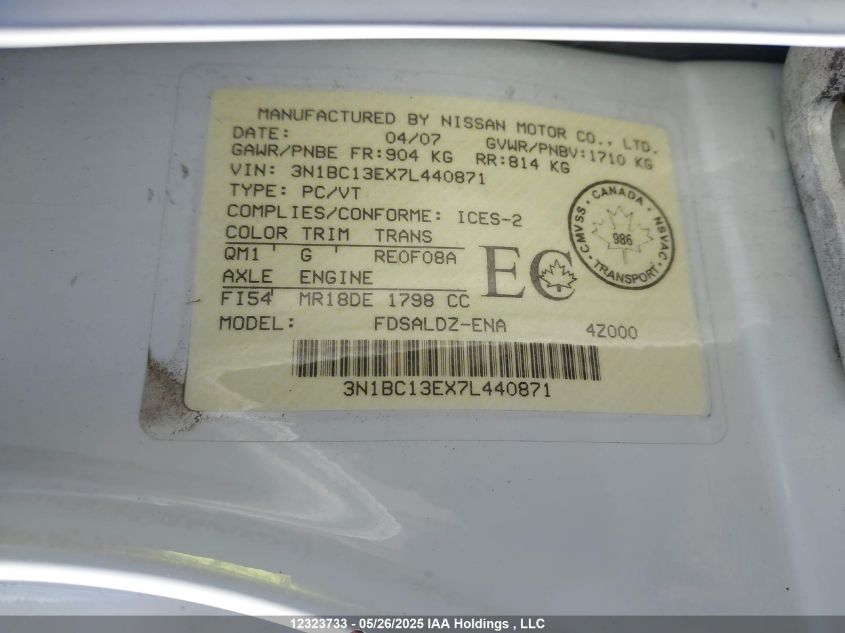 MANUFACTURED BY NISSAN MOTOR CO., LTD.
DATE: 04/07 GVWR/PNBV:1710 KG
GAWR/PNBE FR:904 KG RR:814 KG
VIN: 3N1BC13EX7L440871
TYPE: PC/VT
COMPLIES/CONFORME: ICES-2
COLOR TRIM TRANS
QM1 G RE0F08A
AXLE ENGINE
FI54 MR18DE 1798 CC
EC
CANADA
CMVSS · NSVAC
986
TRANSPORT
MODEL: FDSALDZ-ENA 4Z000
3N1BC13EX7L440871
12323733 - 05/26/2025 IAA Holdings , LLC